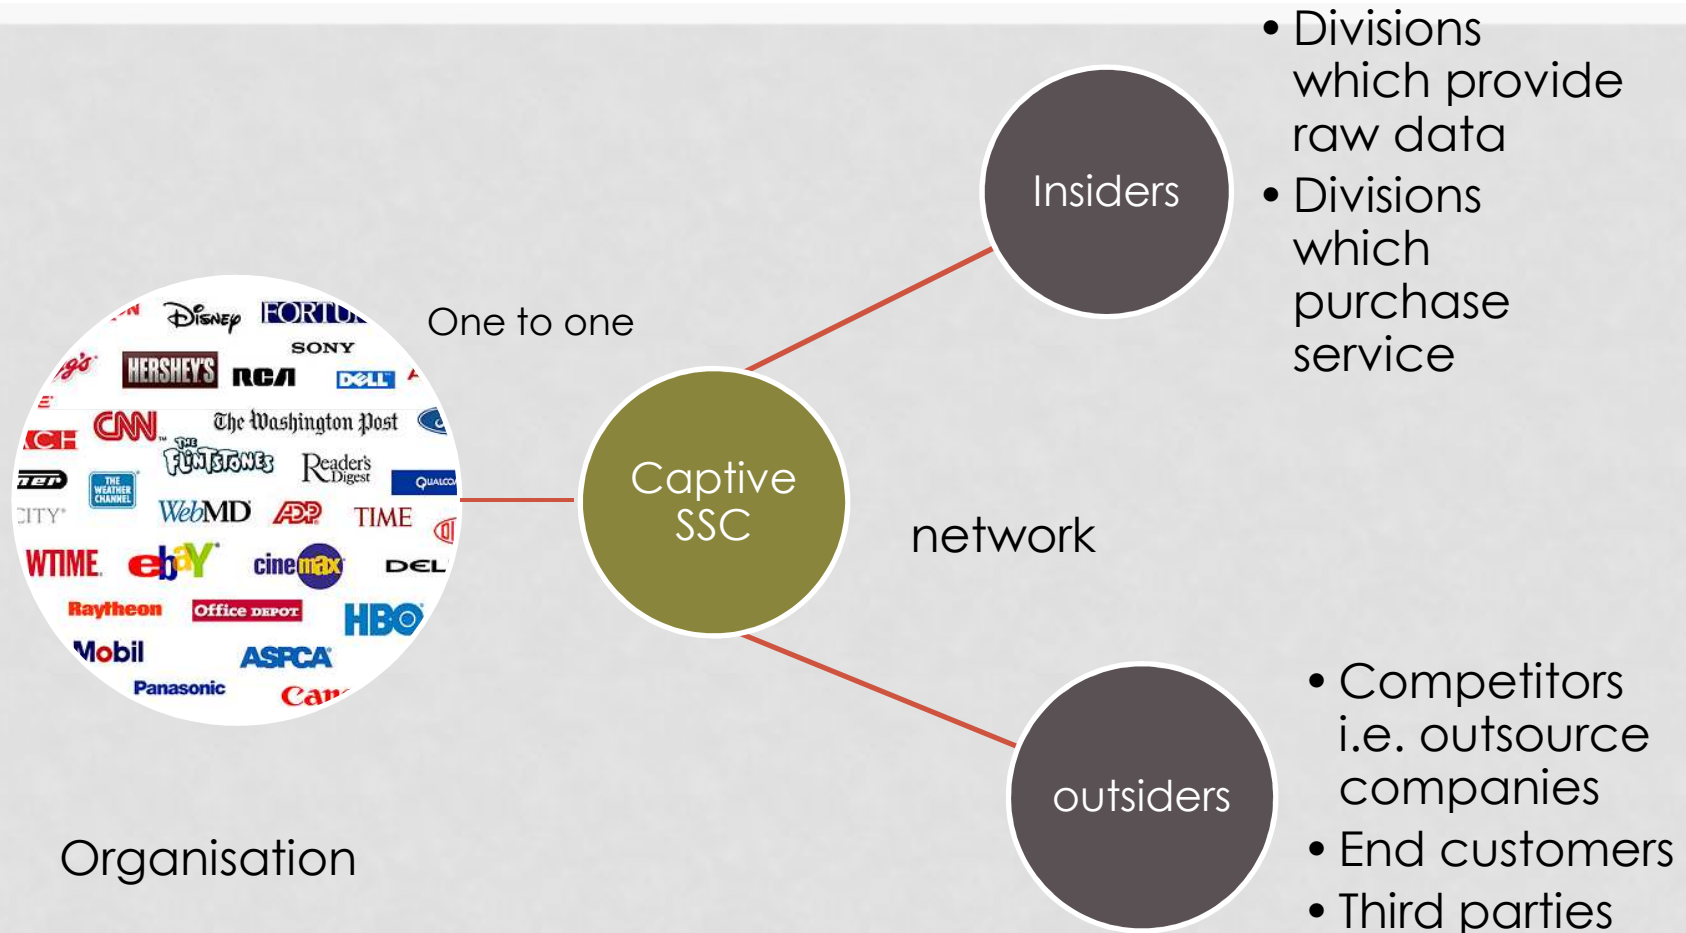 • Divisions
which provide
raw data
• Divisions
which
purchase
service
Insiders
One to one
Captive
SSC
network
outsiders
• Competitors
i.e. outsource
companies
• End customers
• Third parties
Organisation
DISNEY
SONY
HERSHEY'S RCA DELL
CNN The Washington Post
THE
FLINTSTONES Reader's
Digest
THE
WEATHER
CHANNEL
WebMD ADP TIME
ebaY cinemax
Raytheon Office DEPOT HBO
Mobil ASPCA
Panasonic